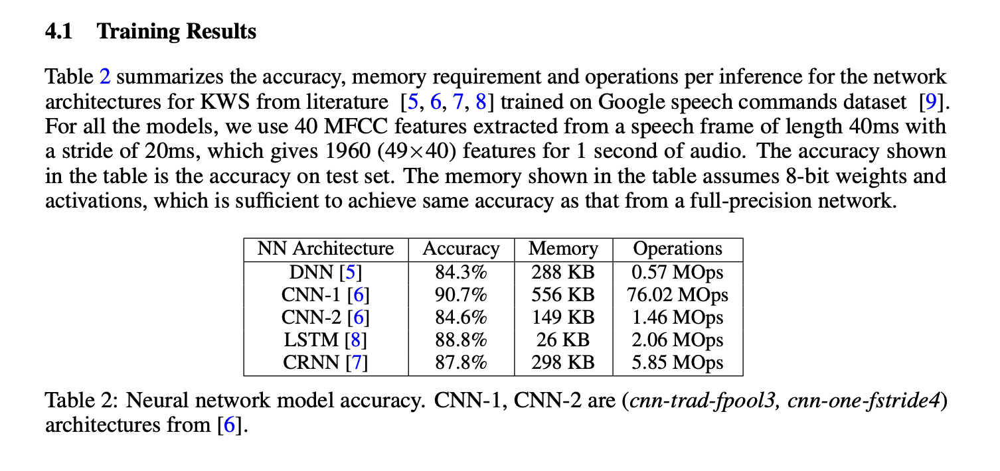 4.1 Training Results
Table 2 summarizes the accuracy, memory requirement and operations per inference for the network
architectures for KWS from literature [5, 6, 7, 8] trained on Google speech commands dataset [9].
For all the models, we use 40 MFCC features extracted from a speech frame of length 40ms with
a stride of 20ms, which gives 1960 (49×40) features for 1 second of audio. The accuracy shown
in the table is the accuracy on test set. The memory shown in the table assumes 8-bit weights and
activations, which is sufficient to achieve same accuracy as that from a full-precision network.
NN Architecture Accuracy Memory Operations
DNN [5] 84.3% 288 KB 0.57 MOps
CNN-1 [6] 90.7% 556 KB 76.02 MOps
CNN-2 [6] 84.6% 149 KB 1.46 MOps
LSTM [8] 88.8% 26 KB 2.06 MOps
CRNN [7] 87.8% 298 KB 5.85 MOps
Table 2: Neural network model accuracy. CNN-1, CNN-2 are (cnn-trad-fpool3, cnn-one-fstride4)
architectures from [6].